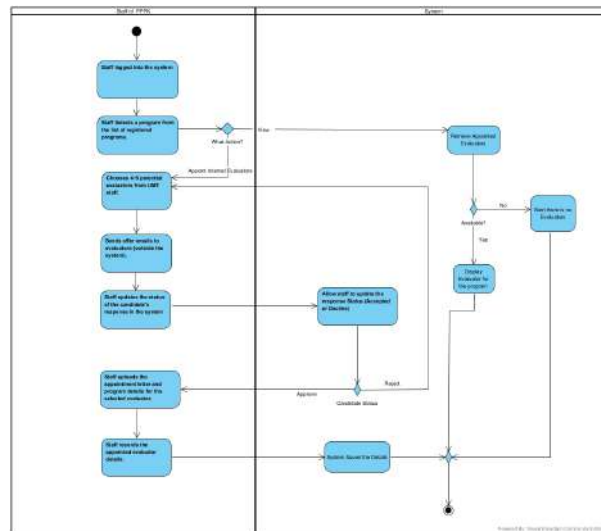 Staff of PPPK
System
Staff logged into the system
Staff Selects a program from
the list of registered
programs.
What Action?
View
Retrieve Appointed
Evaluator
Appoint Internal Evaluators
Chooses 4-5 potential
evaluators from UMT
staff
Available?
No
Yes
Evaluators
Sends offer emails to
evaluators (outside the
system).
Display
Evaluator for
the program
Staff updates the status
of the candidate's
response in the system
Allow staff to update the
response Status (Accepted
or Decline)
Candidate Status
Reject
Approve
Staff uploads the
appointment letter and
program details for the
selected evaluator.
Staff records the
appointed evaluator
details.
System Saved the Details